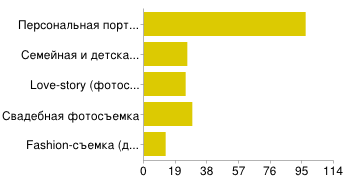 Персональная порт...
Семейная и детска...
Love-story (фотос...
Свадебная фотосъемка
Fashion-съемка (д...
0 19 38 57 76 95 114